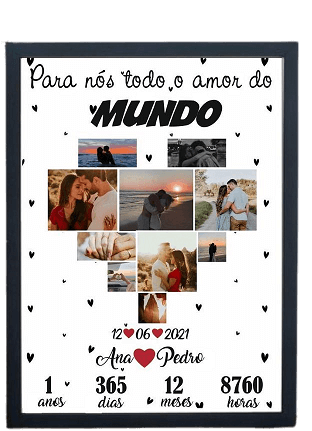 Para nós todo o amor do
MUNDO
12❤06❤2021
Ana❤Pedro
1 365 12 8760
anos dias meses horas